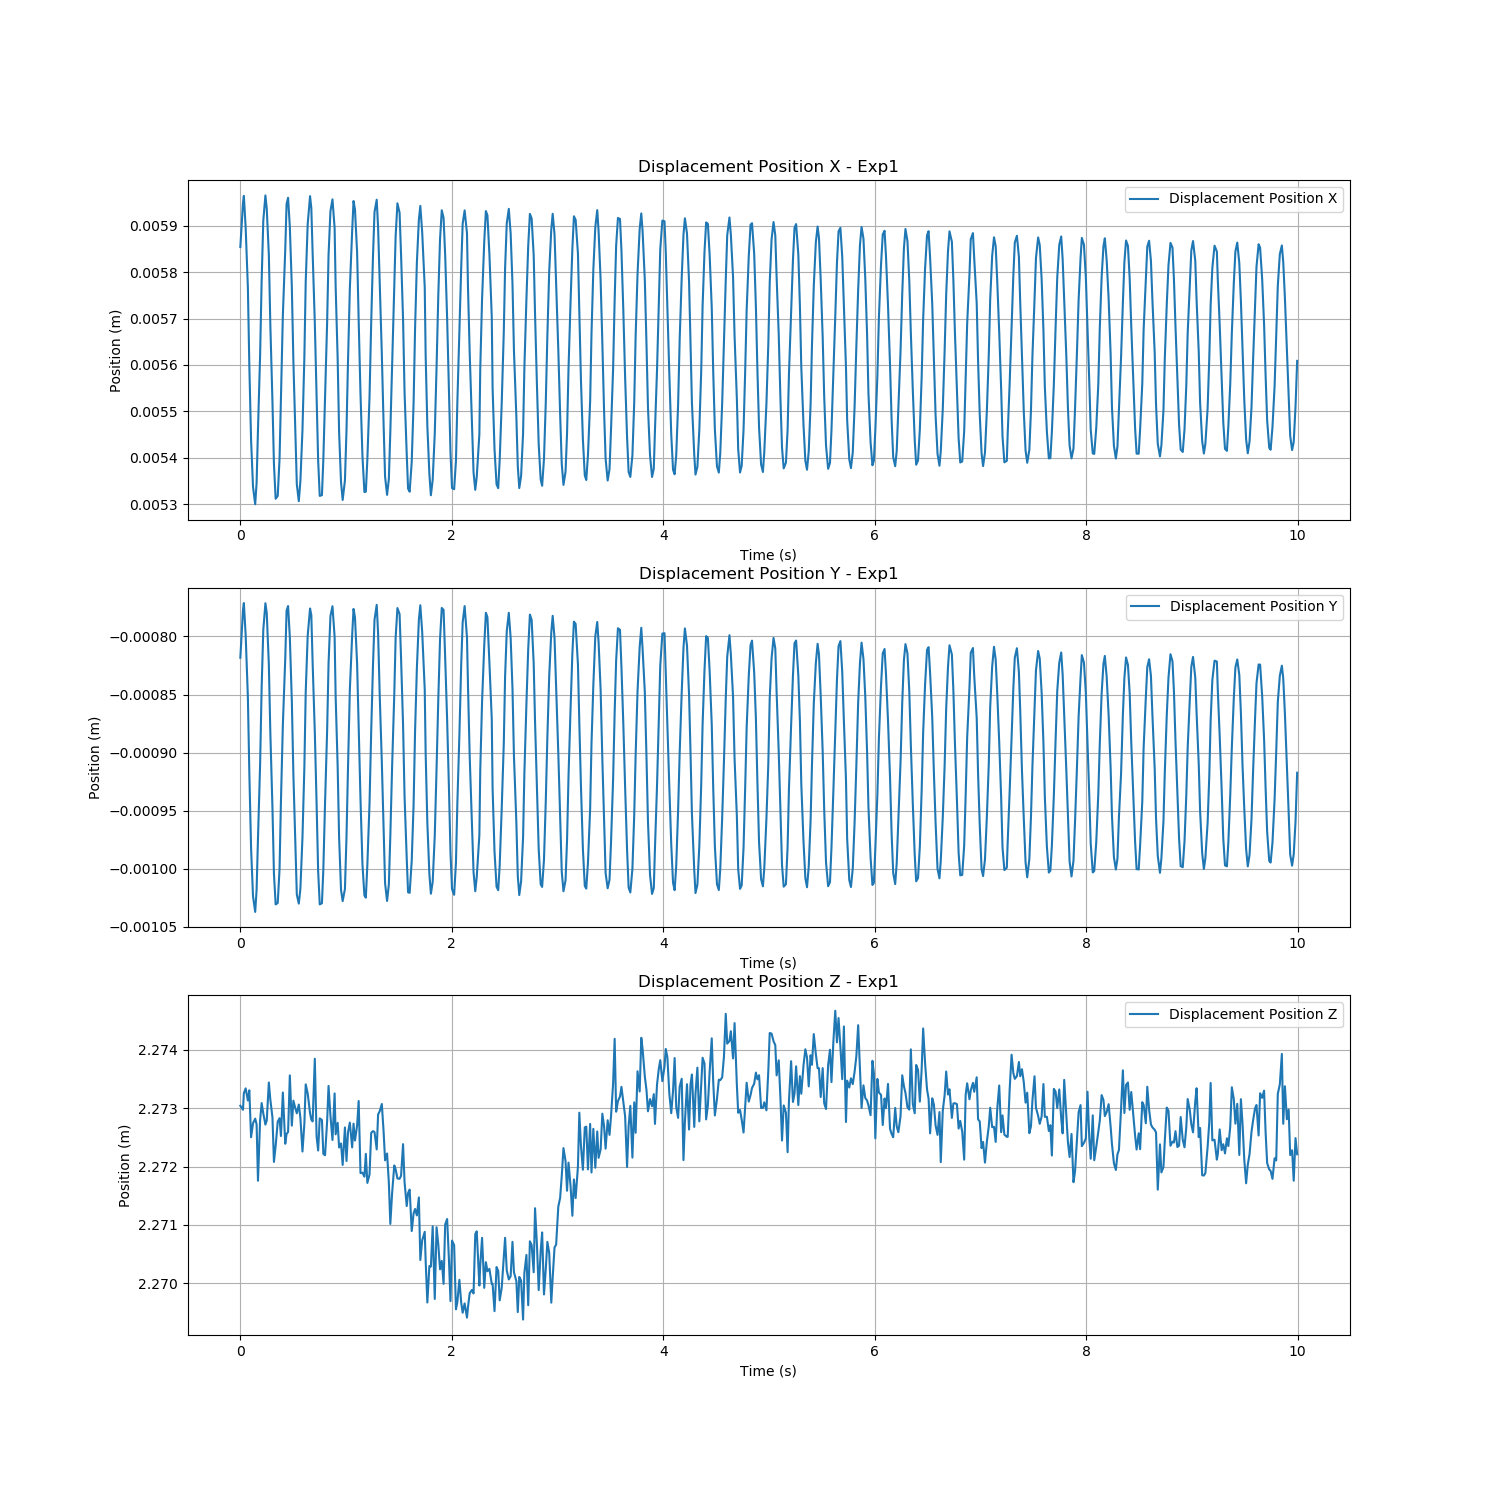 Displacement Position X - Exp1
Displacement Position X
Position (m)
0.0059
0.0058
0.0057
0.0056
0.0055
0.0054
0.0053
0 2 4 6 8 10
Time (s)
Displacement Position Y - Exp1
Displacement Position Y
Position (m)
−0.00080
−0.00085
−0.00090
−0.00095
−0.00100
−0.00105
0 2 4 6 8 10
Time (s)
Displacement Position Z - Exp1
Displacement Position Z
Position (m)
2.274
2.273
2.272
2.271
2.270
0 2 4 6 8 10
Time (s)